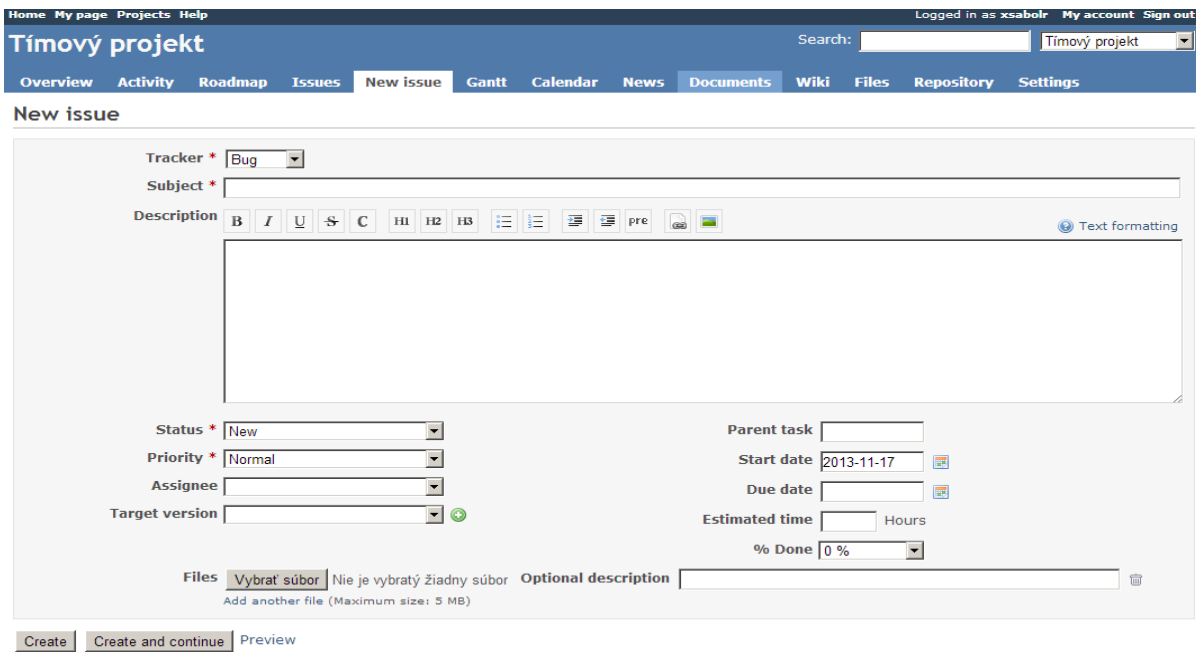 Home My page Projects Help Logged in as xsabolr My account Sign out
Tímový projekt Search: Tímový projekt
Overview Activity Roadmap Issues New issue Gantt Calendar News Documents Wiki Files Repository Settings
New issue
Tracker * Bug
Subject *
Description B I U S C H1 H2 H3 pre Text formatting
Status * New Parent task
Priority * Normal Start date 2013-11-17
Assignee Due date
Target version Estimated time Hours
% Done 0 %
Files Vybrať súbor Nie je vybratý žiadny súbor Optional description
Add another file (Maximum size: 5 MB)
Create Create and continue Preview